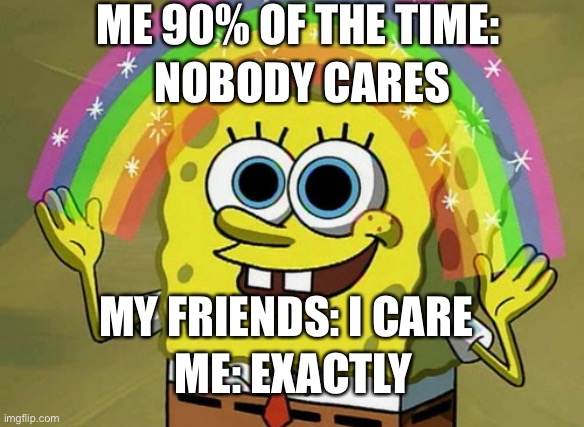 ME 90% OF THE TIME:
NOBODY CARES
MY FRIENDS: I CARE
ME: EXACTLY
imgflip.com